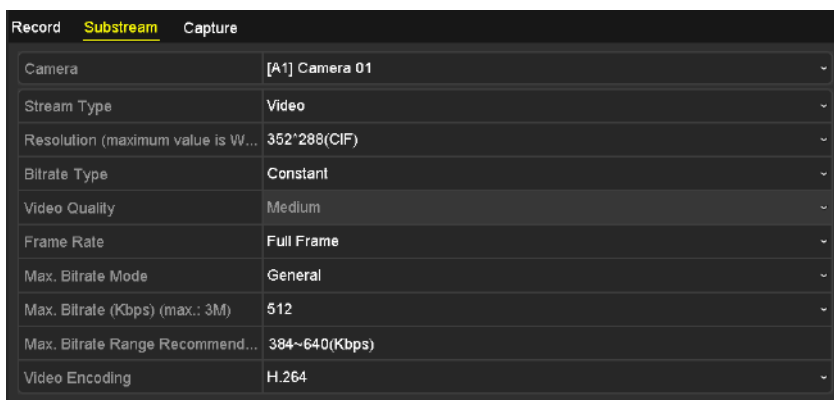 Record Substream Capture
Camera [A1] Camera 01
Stream Type Video
Resolution (maximum value is W... 352*288(CIF)
Bitrate Type Constant
Video Quality Medium
Frame Rate Full Frame
Max. Bitrate Mode General
Max. Bitrate (Kbps) (max.: 3M) 512
Max. Bitrate Range Recommend... 384~640(Kbps)
Video Encoding H.264